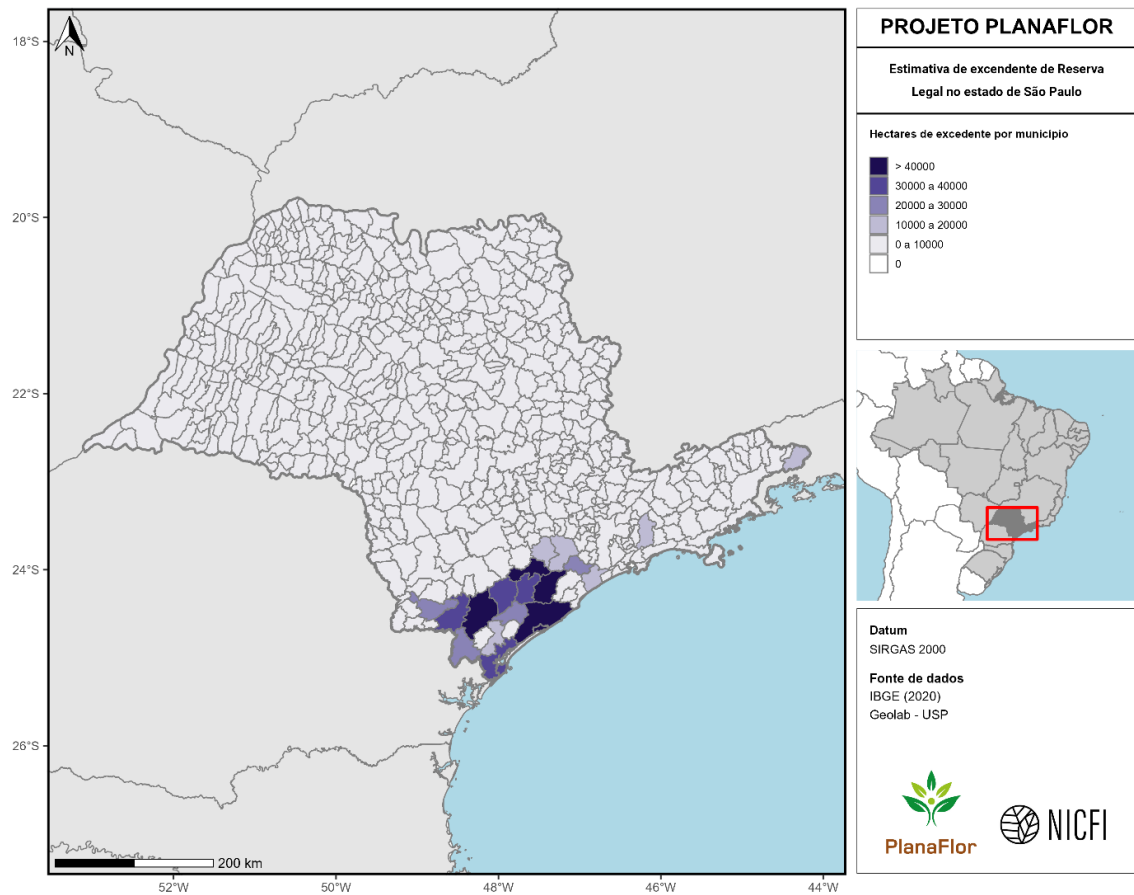 PROJETO PLANAFLOR
Estimativa de excendente de Reserva
Legal no estado de São Paulo
Hectares de excedente por município
> 40000
30000 a 40000
20000 a 30000
10000 a 20000
0 a 10000
0
18°S
20°S
22°S
24°S
26°S
N
200 km
52°W
50°W
48°W
46°W
44°W
Datum
SIRGAS 2000
Fonte de dados
IBGE (2020)
Geolab - USP
PlanaFlor
NICFI